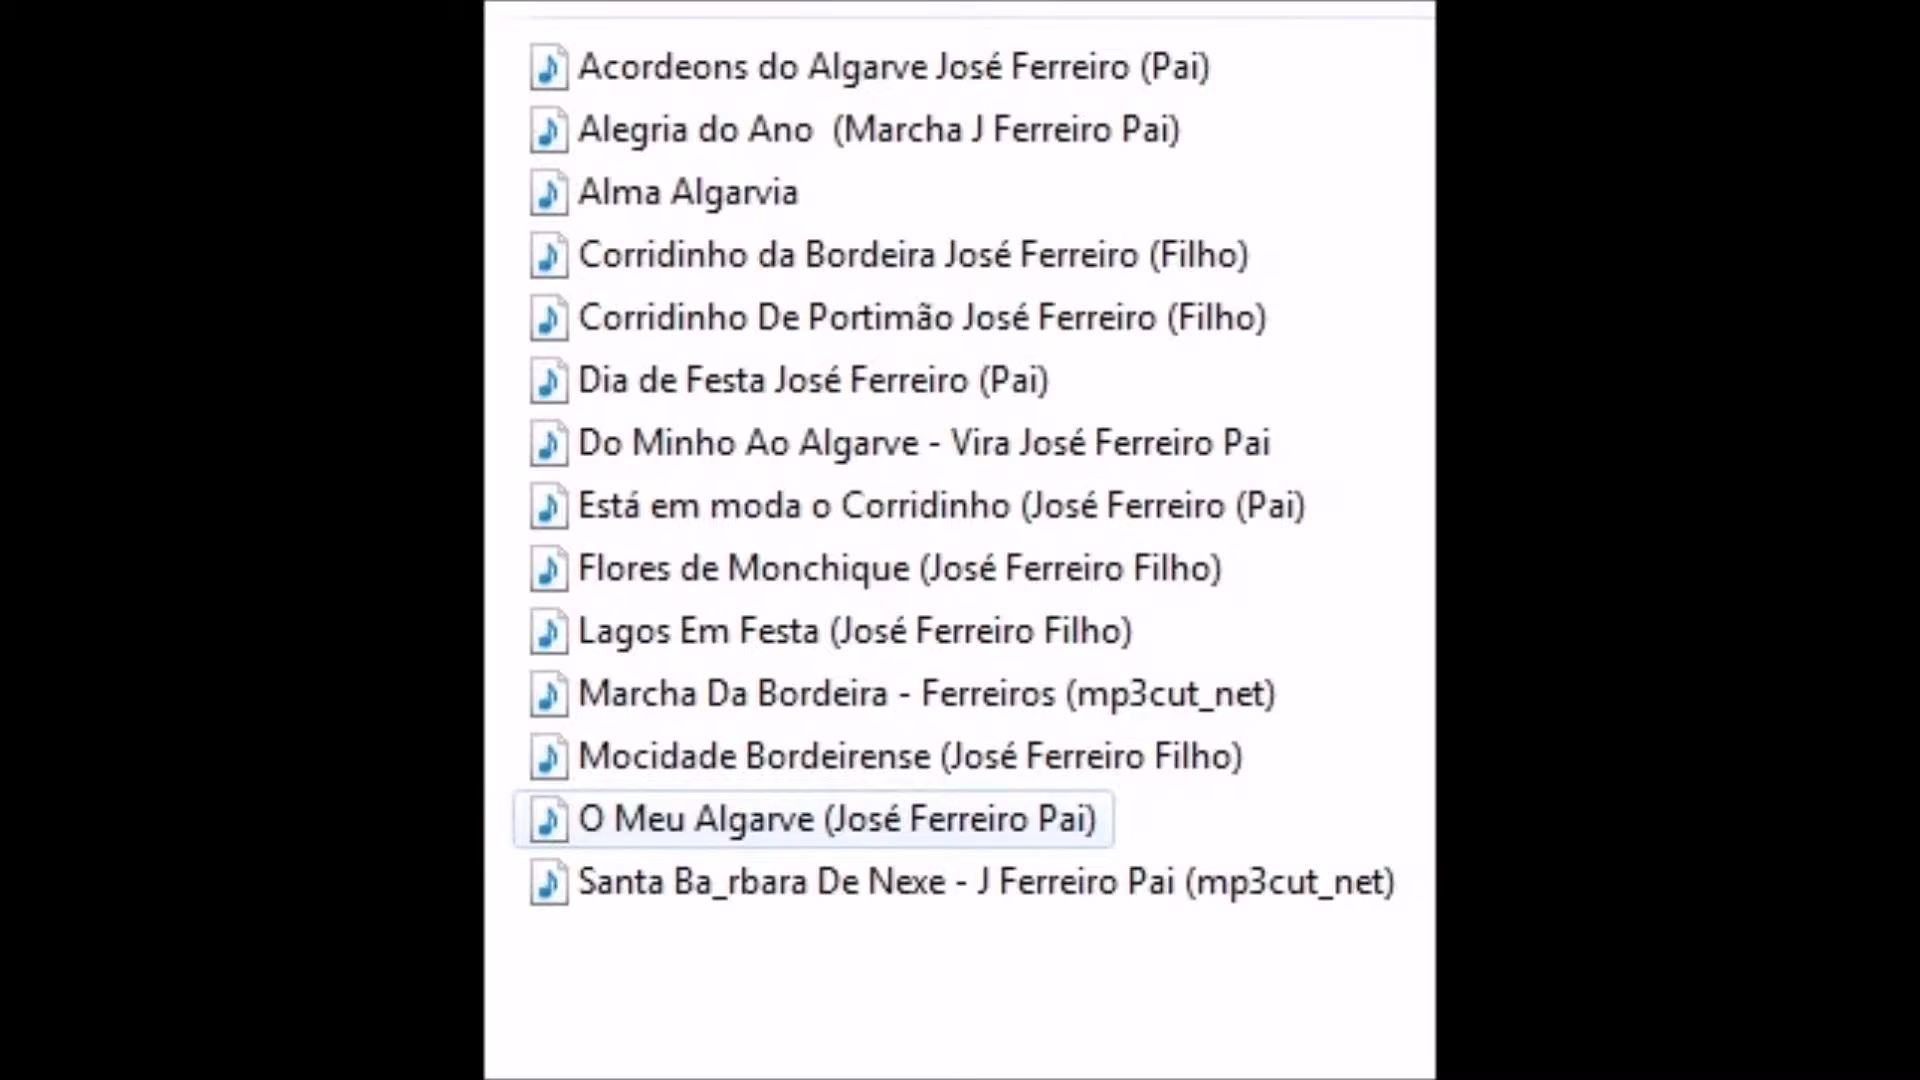 Acordeons do Algarve José Ferreiro (Pai)
Alegria do Ano  (Marcha J Ferreiro Pai)
Alma Algarvia
Corridinho da Bordeira José Ferreiro (Filho)
Corridinho De Portimão José Ferreiro (Filho)
Dia de Festa José Ferreiro (Pai)
Do Minho Ao Algarve - Vira José Ferreiro Pai
Está em moda o Corridinho (José Ferreiro (Pai)
Flores de Monchique (José Ferreiro Filho)
Lagos Em Festa (José Ferreiro Filho)
Marcha Da Bordeira - Ferreiros (mp3cut_net)
Mocidade Bordeirense (José Ferreiro Filho)
O Meu Algarve (José Ferreiro Pai)
Santa Ba_rbara De Nexe - J Ferreiro Pai (mp3cut_net)